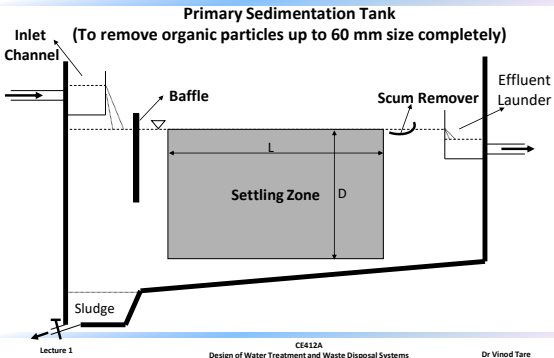 Primary Sedimentation Tank
(To remove organic particles up to 60 mm size completely)
Inlet
Channel
Baffle
Scum Remover
Effluent
Launder
L
Settling Zone
D
Sludge
Lecture 1
CE412A
Design of Water Treatment and Waste Disposal Systems
Dr Vinod Tare